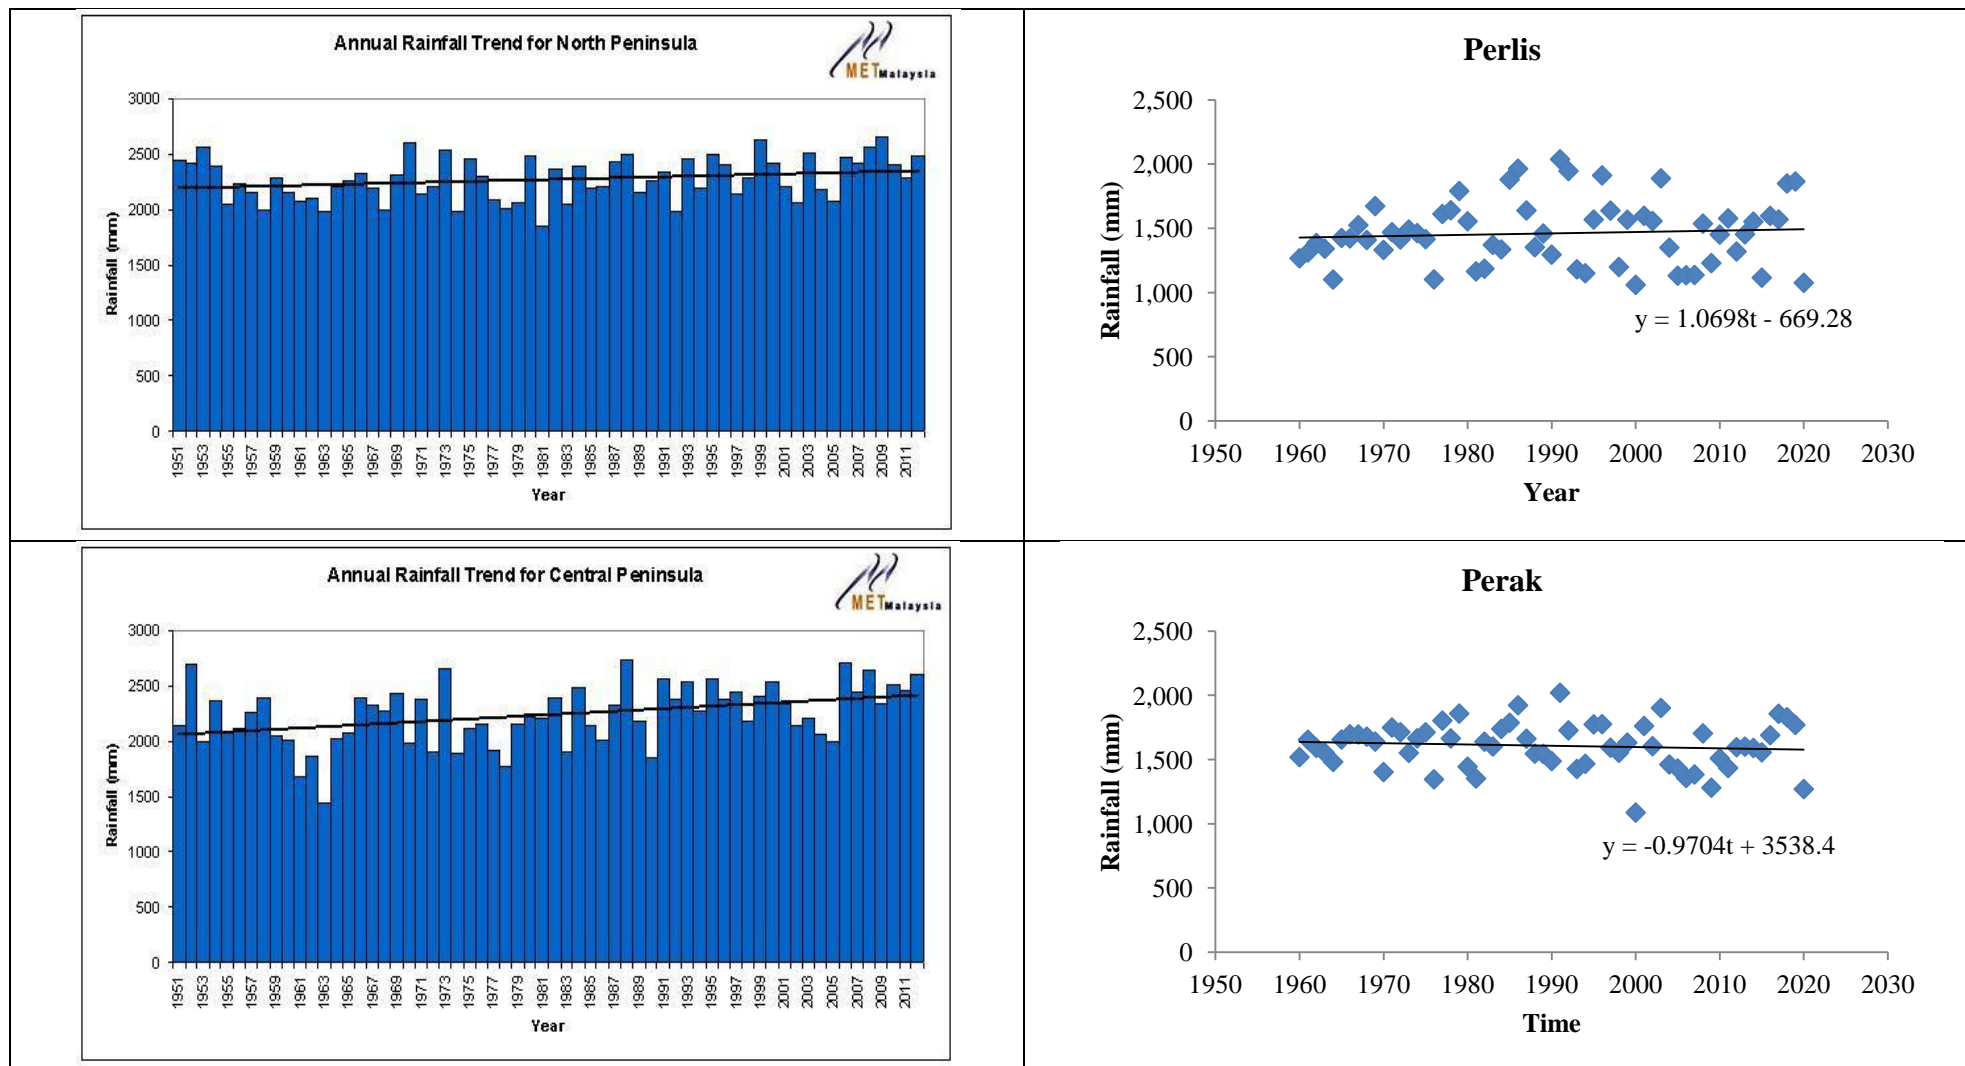 Annual Rainfall Trend for North Peninsula
METMalaysia
3000
2500
2000
1500
1000
500
0
Rainfall (mm)
1951 1953 1955 1957 1959 1961 1963 1965 1967 1969 1971 1973 1975 1977 1979 1981 1983 1985 1987 1989 1991 1993 1995 1997 1999 2001 2003 2005 2007 2009 2011
Year
Perlis
2,500
2,000
1,500
1,000
500
0
Rainfall (mm)
y = 1.0698t - 669.28
1950 1960 1970 1980 1990 2000 2010 2020 2030
Year
Annual Rainfall Trend for Central Peninsula
METMalaysia
3000
2500
2000
1500
1000
500
0
Rainfall (mm)
1951 1953 1955 1957 1959 1961 1963 1965 1967 1969 1971 1973 1975 1977 1979 1981 1983 1985 1987 1989 1991 1993 1995 1997 1999 2001 2003 2005 2007 2009 2011
Year
Perak
2,500
2,000
1,500
1,000
500
0
Rainfall (mm)
y = -0.9704t + 3538.4
1950 1960 1970 1980 1990 2000 2010 2020 2030
Time